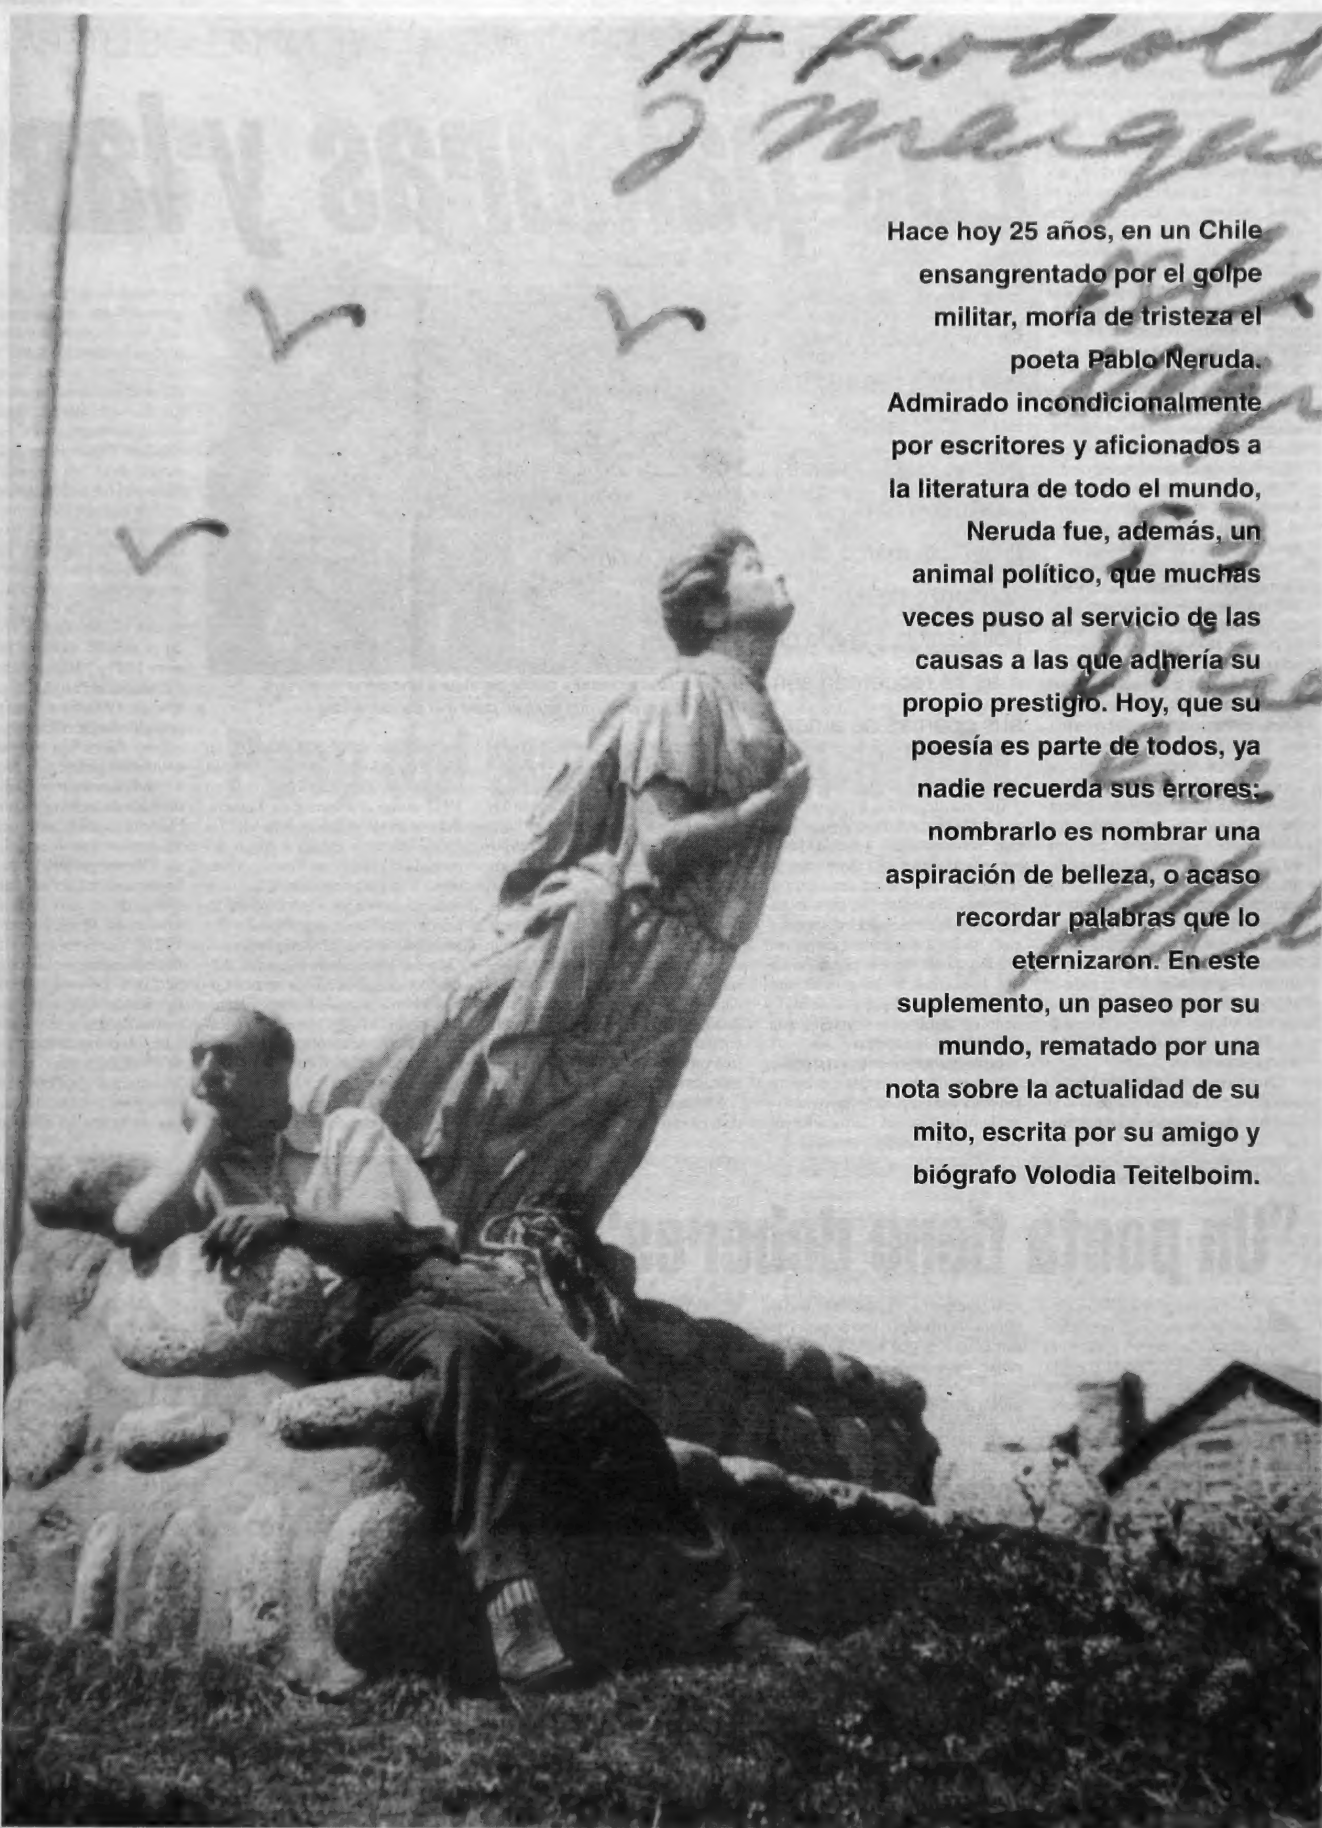 A Rodolf
Hace hoy 25 años, en un Chile
ensangrentado por el golpe
militar, moría de tristeza el
poeta Pablo Neruda.
Admirado incondicionalmente
por escritores y aficionados a
la literatura de todo el mundo,
Neruda fue, además, un
animal político, que muchas
veces puso al servicio de las
causas a las que adhería su
propio prestigio. Hoy, que su
poesía es parte de todos, ya
nadie recuerda sus errores:
nombrarlo es nombrar una
aspiración de belleza, o acaso
recordar palabras que lo
eternizaron. En este
suplemento, un paseo por su
mundo, rematado por una
nota sobre la actualidad de su
mito, escrita por su amigo y
biógrafo Volodia Teitelboim.